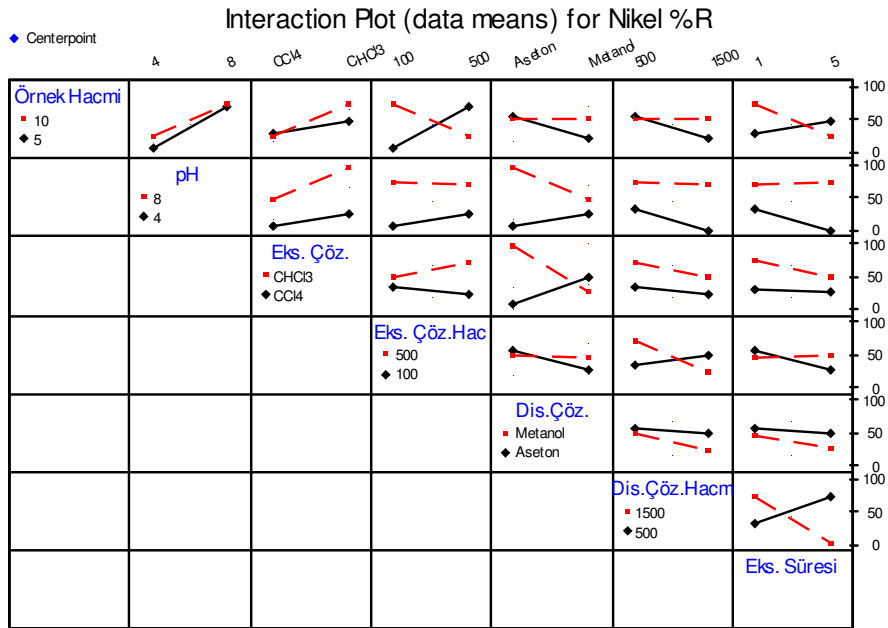 Interaction Plot (data means) for Nikel %R
Centerpoint
4 8 CCl4 CHCl3 100 500 Aseton Metanol 500 1500 1 5
Örnek Hacmi
10
5
100
50
0
pH
8
4
100
50
0
Eks. Çöz.
CHCl3
CCl4
100
50
0
Eks. Çöz.Hac
500
100
100
50
0
Dis.Çöz.
Metanol
Aseton
100
50
0
Dis.Çöz.Hacm
1500
500
100
50
0
Eks. Süresi